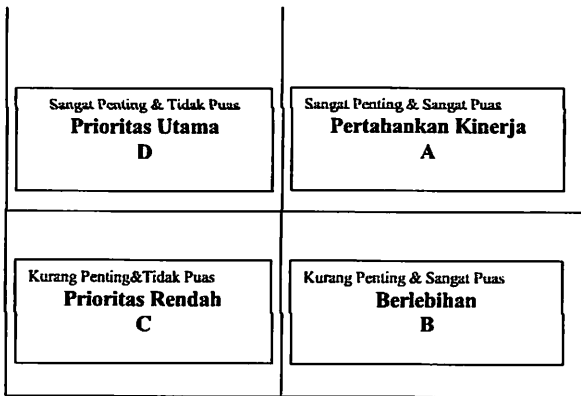 Sangat Penting & Tidak Puas
Prioritas Utama
D
Sangat Penting & Sangat Puas
Pertahankan Kinerja
A
Kurang Penting&Tidak Puas
Prioritas Rendah
C
Kurang Penting & Sangat Puas
Berlebihan
B